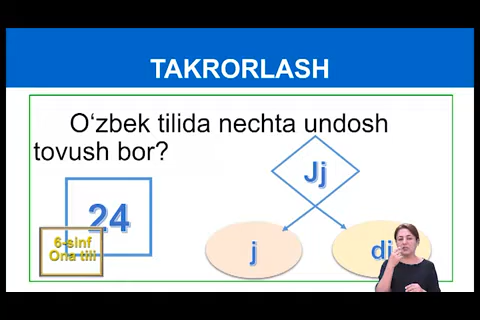 TAKRORLASH
O‘zbek tilida nechta undosh
tovush bor?
Jj
24
6-sinf
Ona tili
j
dj